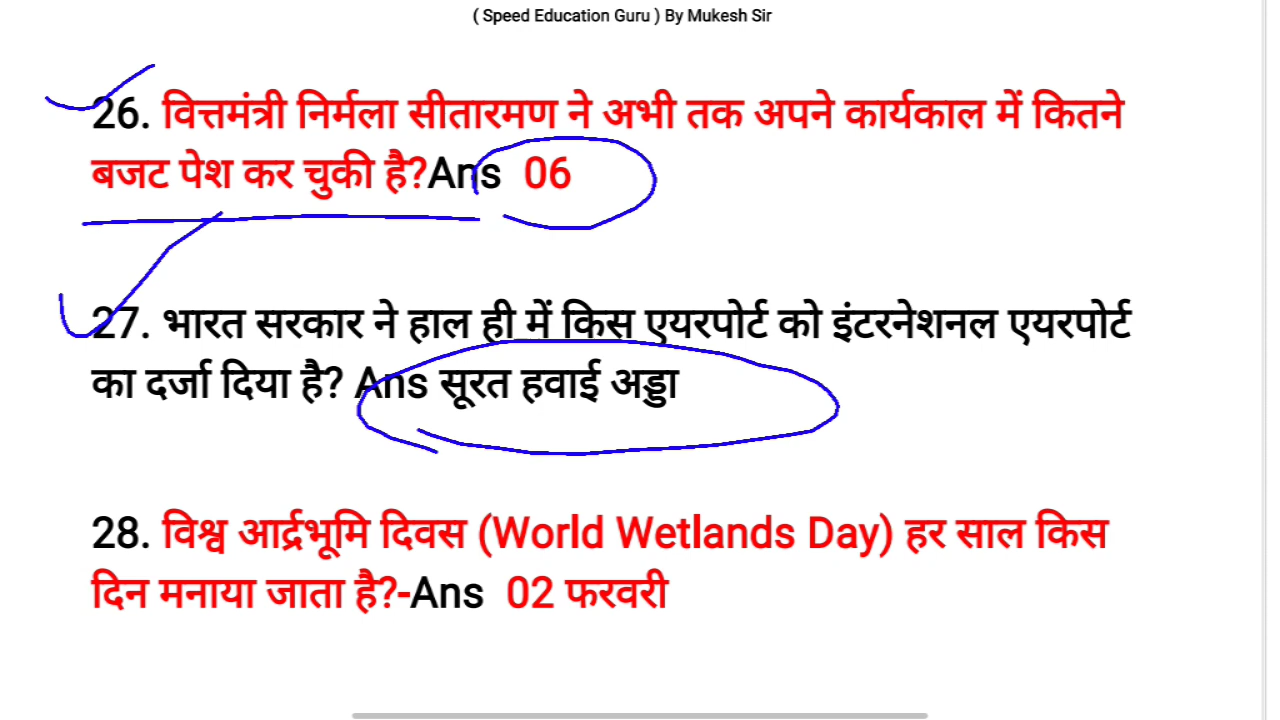 ( Speed Education Guru ) By Mukesh Sir
26. वित्तमंत्री निर्मला सीतारमण ने अभी तक अपने कार्यकाल में कितने
बजट पेश कर चुकी है?Ans 06
27. भारत सरकार ने हाल ही में किस एयरपोर्ट को इंटरनेशनल एयरपोर्ट
का दर्जा दिया है? Ans सूरत हवाई अड्डा
28. विश्व आर्द्रभूमि दिवस (World Wetlands Day) हर साल किस
दिन मनाया जाता है?-Ans 02 फरवरी